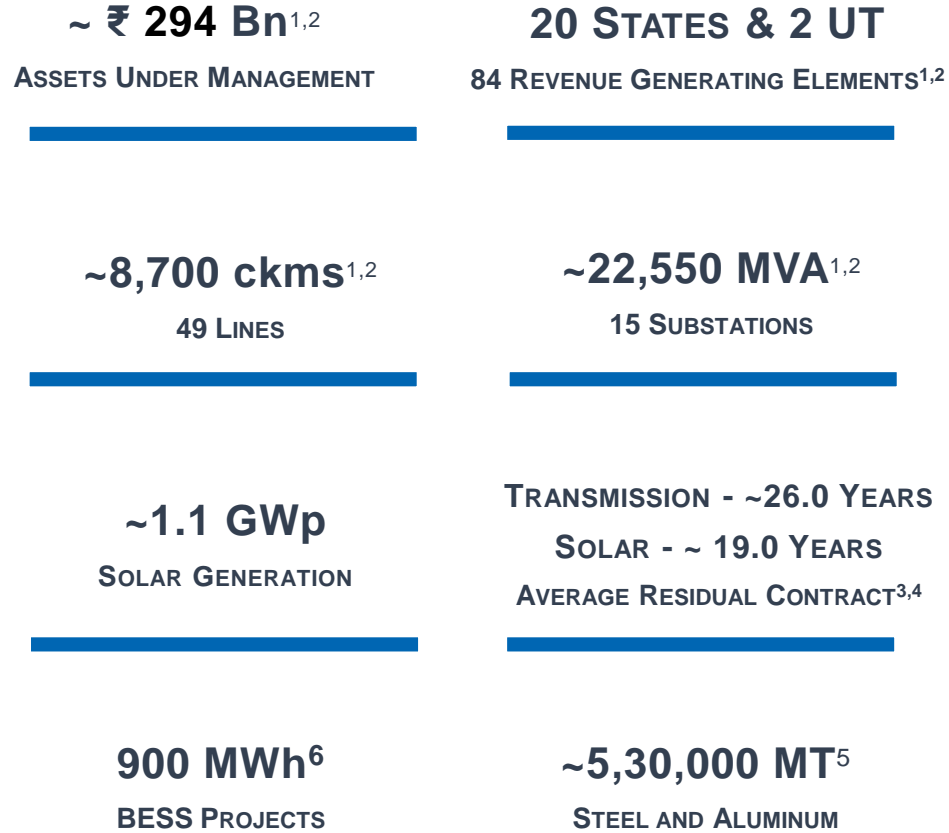 ~ ₹ 294 Bn1,2
ASSETS UNDER MANAGEMENT
20 STATES & 2 UT
84 REVENUE GENERATING ELEMENTS1,2
~8,700 ckms1,2
49 LINES
~22,550 MVA1,2
15 SUBSTATIONS
~1.1 GWp
SOLAR GENERATION
TRANSMISSION - ~26.0 YEARS
SOLAR - ~ 19.0 YEARS
AVERAGE RESIDUAL CONTRACT3,4
900 MWh6
BESS PROJECTS
~5,30,000 MT5
STEEL AND ALUMINUM